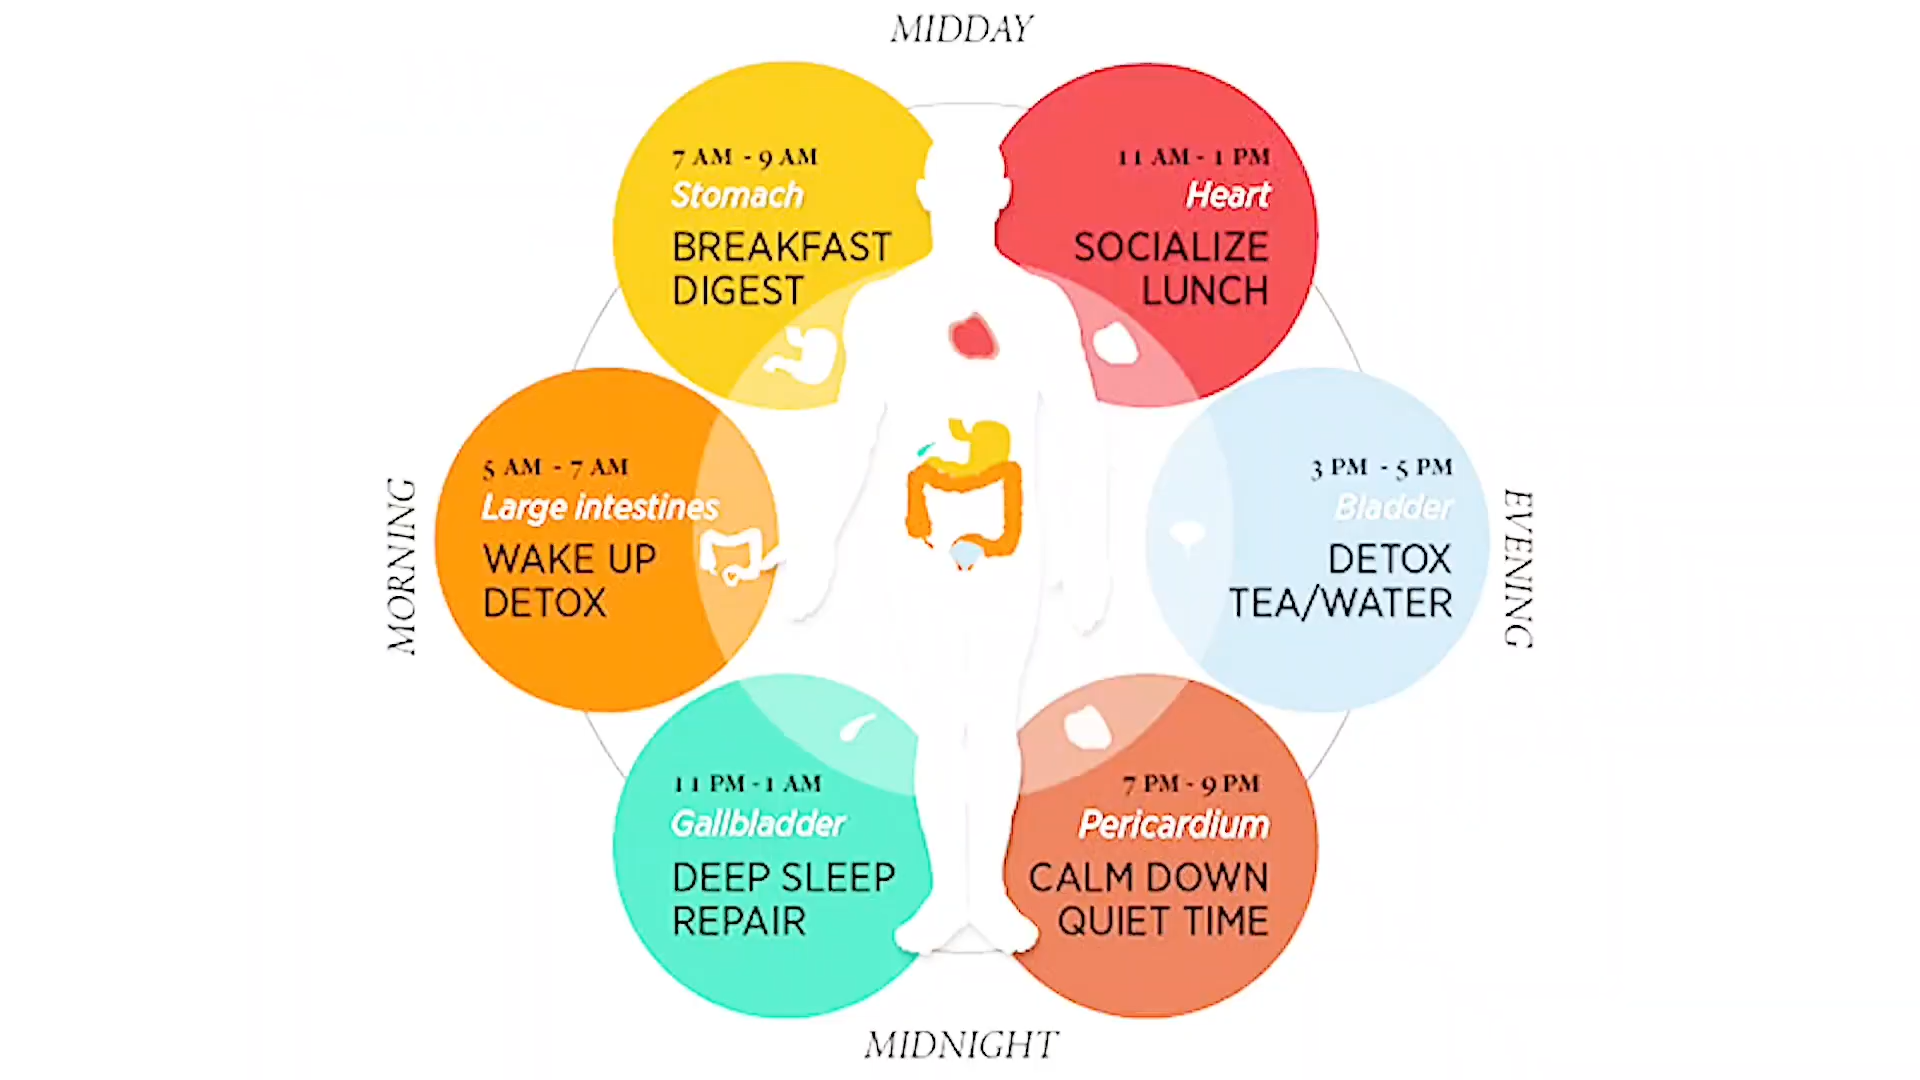 MIDDAY
7 AM - 9 AM
Stomach
BREAKFAST
DIGEST
11 AM - 1 PM
Heart
SOCIALIZE
LUNCH
MORNING
5 AM - 7 AM
Large intestines
WAKE UP
DETOX
3 PM - 5 PM
Bladder
DETOX
TEA/WATER
EVENING
11 PM - 1 AM
Gallbladder
DEEP SLEEP
REPAIR
7 PM - 9 PM
Pericardium
CALM DOWN
QUIET TIME
MIDNIGHT